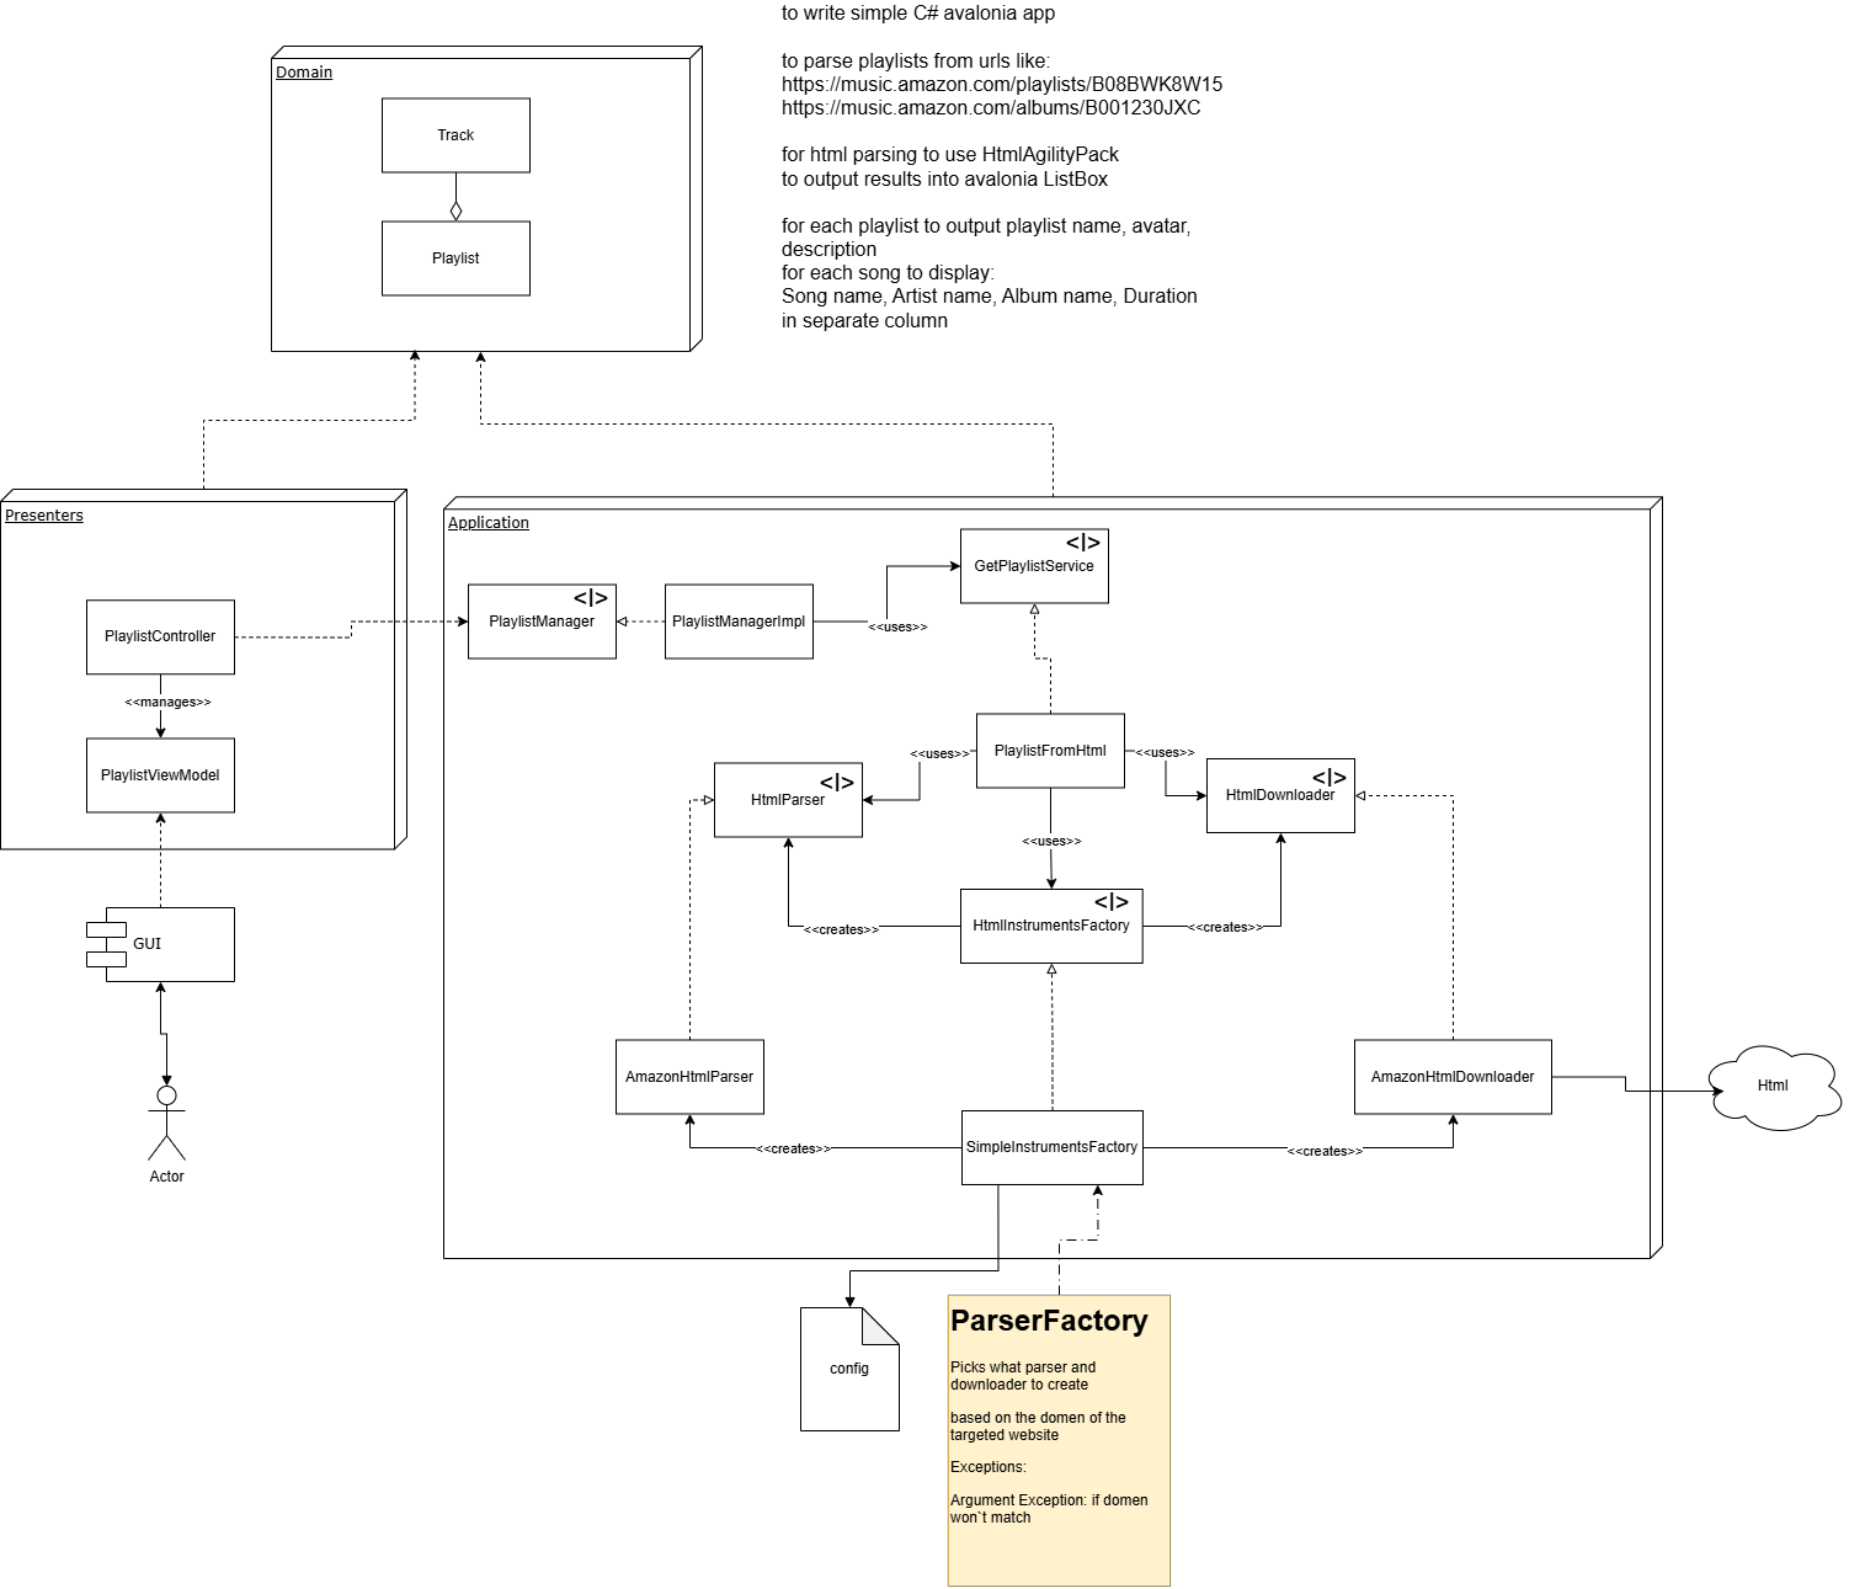 to write simple C# avalonia app
to parse playlists from urls like:
https://music.amazon.com/playlists/B08BWK8W15
https://music.amazon.com/albums/B001230JXC
for html parsing to use HtmlAgilityPack
to output results into avalonia ListBox
for each playlist to output playlist name, avatar,
description
for each song to display:
Song name, Artist name, Album name, Duration
in separate column
Domain
Track
Playlist
Presenters
PlaylistController
<<manages>>
PlaylistViewModel
GUI
Actor
Application
<|>
GetPlaylistService
<|>
PlaylistManager
PlaylistManagerImpl
<<uses>>
PlaylistFromHtml
<<uses>>
<<uses>>
<|>
HtmlParser
<|>
HtmlDownloader
<<uses>>
<|>
HtmlInstrumentsFactory
<<creates>>
<<creates>>
AmazonHtmlParser
AmazonHtmlDownloader
Html
SimpleInstrumentsFactory
<<creates>>
<<creates>>
config
ParserFactory
Picks what parser and
downloader to create
based on the domen of the
targeted website
Exceptions:
Argument Exception: if domen
won`t match